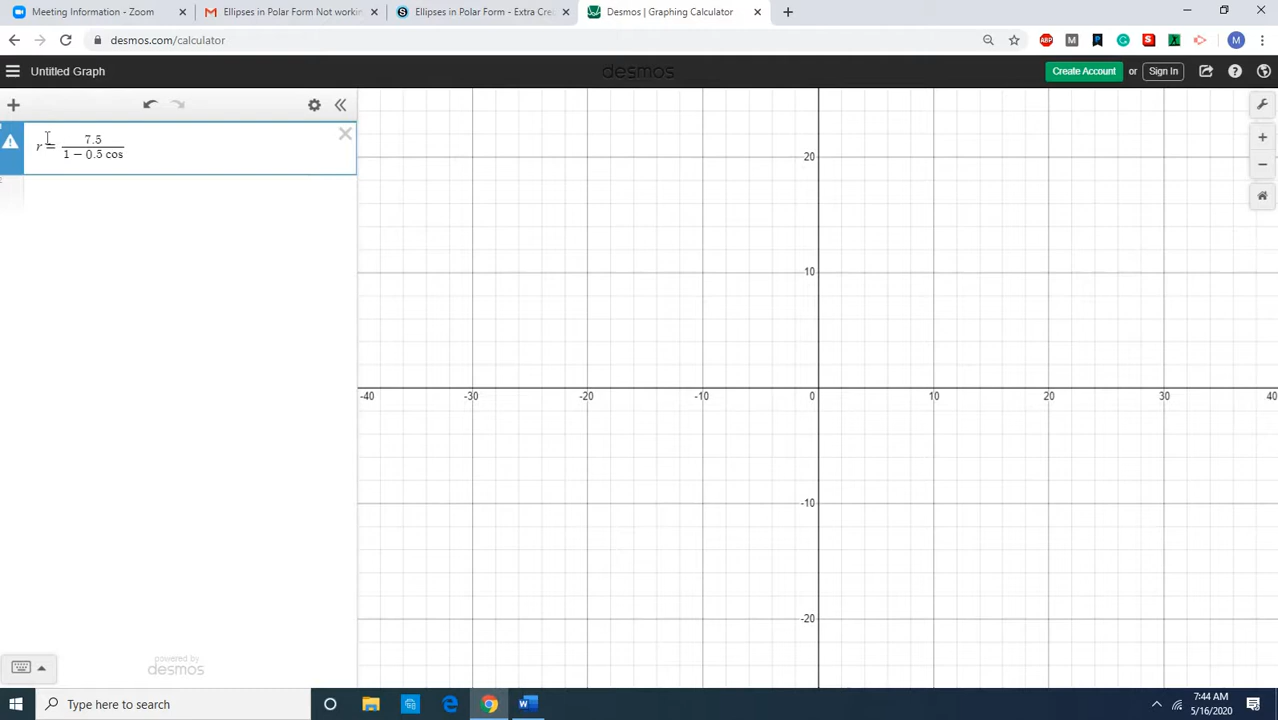 Meeting Information - Zoom
Ellipses in Polar Form Not workin
Ellipses in Polar Form - Extra Cre
Desmos | Graphing Calculator
desmos.com/calculator
ABP
M
S
M
Untitled Graph
desmos
Create Account or Sign In
r = 7.5
1 − 0.5 cos
20
10
-40 -30 -20 -10 0 10 20 30 40
-10
-20
powered by
desmos
Type here to search
7:44 AM
5/16/2020